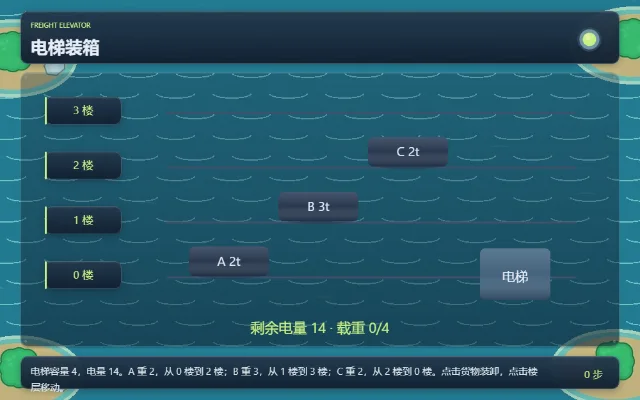 FREIGHT ELEVATOR
电梯装箱
3 楼
2 楼
C 2t
1 楼
B 3t
0 楼
A 2t
电梯
剩余电量 14 · 载重 0/4
电梯容量 4，电量 14。A 重 2，从 0 楼到 2 楼；B 重 3，从 1 楼到 3 楼；C 重 2，从 2 楼到 0 楼。点击货物装卸，点击楼
层移动。
0 步